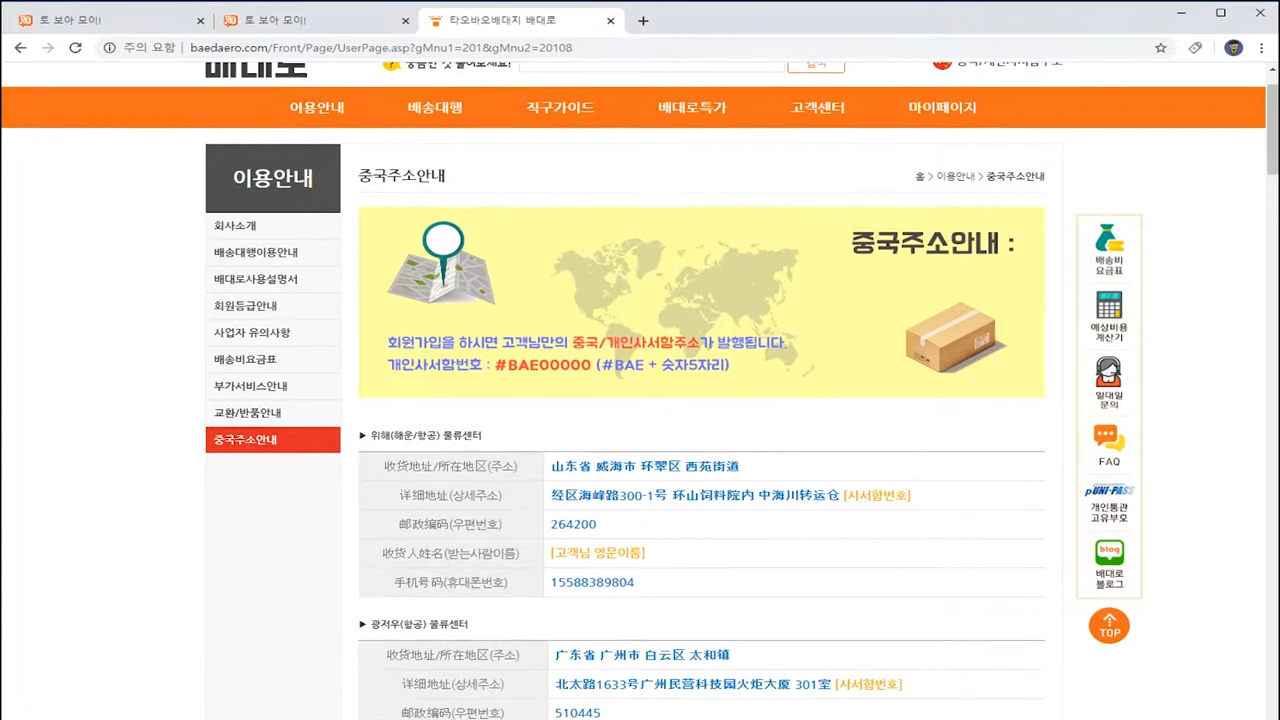 토 보아 모이!
토 보아 모이!
타오바오배대지 배대로
주의 요함
baedaero.com/Front/Page/UserPage.asp?gMnu1=201&gMnu2=20108
배대로
궁금한 것 물어보세요!
검색
이용안내
배송대행
직구가이드
배대로특가
고객센터
마이페이지
이용안내
회사소개
배송대행이용안내
배대로사용설명서
회원등급안내
사업자 유의사항
배송비요금표
부가서비스안내
교환/반품안내
중국주소안내
중국주소안내
홈 > 이용안내 > 중국주소안내
중국주소안내 :
회원가입을 하시면 고객님만의 중국/개인사서함주소가 발행됩니다.
개인사서함번호 : #BAE00000 (#BAE + 숫자5자리)
▶ 위해(해운/항공) 물류센터
收货地址/所在地区(주소) 山东省 威海市 环翠区 西苑街道
详细地址(상세주소) 经区海峰路300-1号 环山饲料院内 中海川转运仓 [사서함번호]
邮政编码(우편번호) 264200
收货人姓名(받는사람이름) [고객님 영문이름]
手机号码(휴대폰번호) 15588389804
▶ 광저우(항공) 물류센터
收货地址/所在地区(주소) 广东省 广州市 白云区 太和镇
详细地址(상세주소) 北太路1633号广州民营科技园火炬大厦 301室 [사서함번호]
邮政编码(우편번호) 510445
배송비
요금표
예상비용
계산기
일대일
문의
FAQ
UNI-PASS
개인통관
고유부호
blog
배대로
블로그
TOP